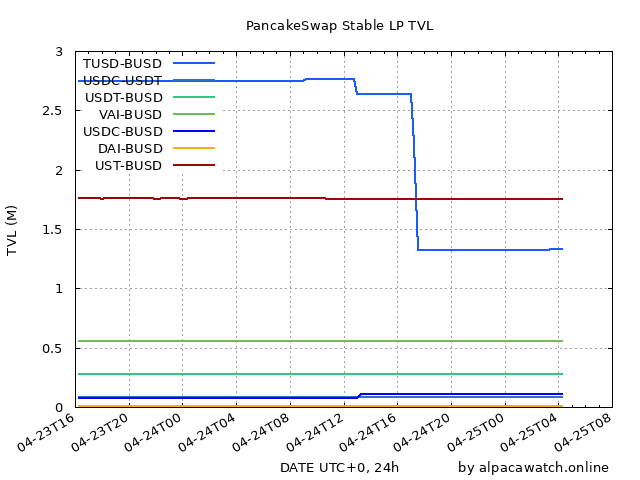 PancakeSwap Stable LP TVL
3
2.5
2
1.5
1
0.5
0
TVL (M)
TUSD-BUSD
USDC-USDT
USDT-BUSD
VAI-BUSD
USDC-BUSD
DAI-BUSD
UST-BUSD
04-23T16
04-23T20
04-24T00
04-24T04
04-24T08
04-24T12
04-24T16
04-24T20
04-25T00
04-25T04
04-25T08
DATE UTC+0, 24h
by alpacawatch.online